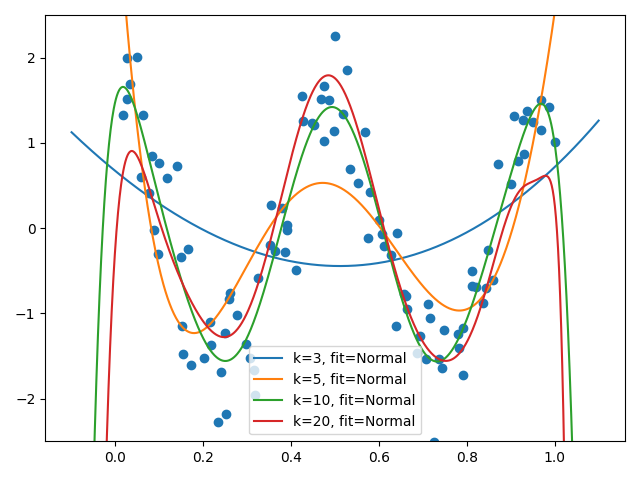 2
1
0
−1
−2
k=3, fit=Normal
k=5, fit=Normal
k=10, fit=Normal
k=20, fit=Normal
0.0 0.2 0.4 0.6 0.8 1.0